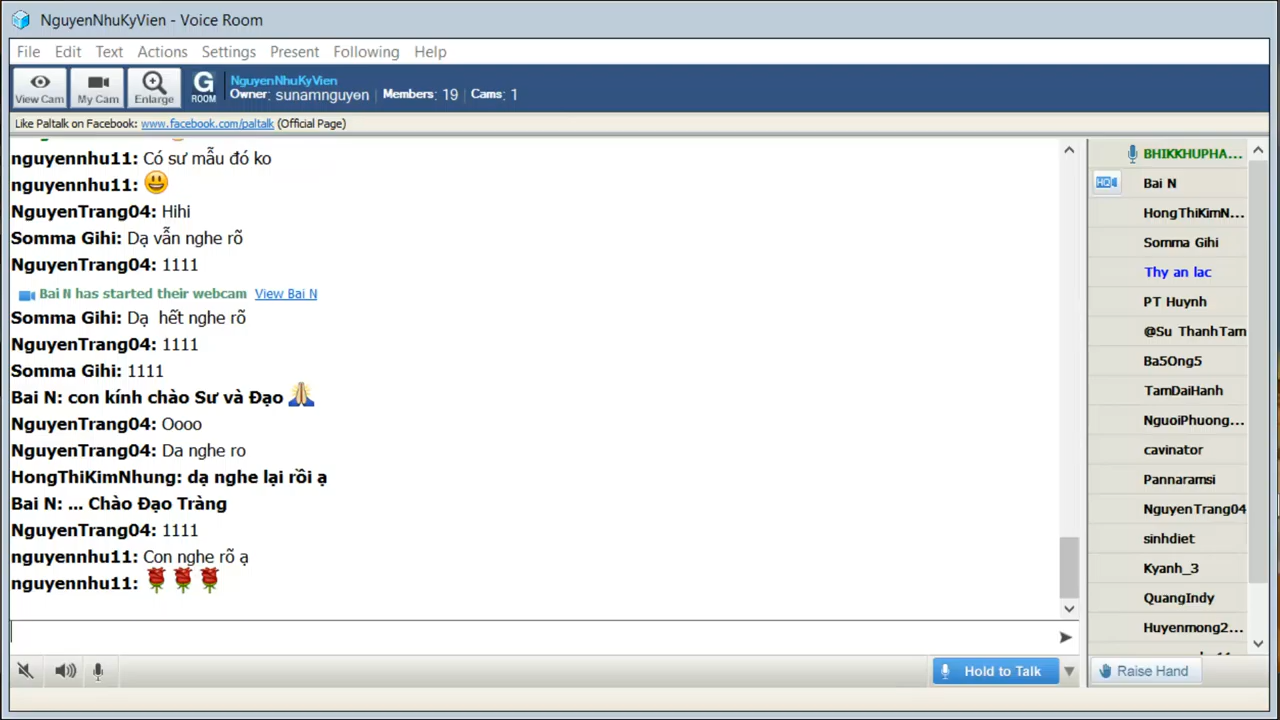 NguyenNhuKyVien - Voice Room
File Edit Text Actions Settings Present Following Help
View Cam My Cam Enlarge G ROOM
NguyenNhuKyVien
Owner: sunamnguyen Members: 19 Cams: 1
Like Paltalk on Facebook: www.facebook.com/paltalk (Official Page)
nguyennhu11: Có sư mẫu đó ko
nguyennhu11:
NguyenTrang04: Hihi
Somma Gihi: Dạ vẫn nghe rõ
NguyenTrang04: 1111
Bai N has started their webcam View Bai N
Somma Gihi: Dạ hết nghe rõ
NguyenTrang04: 1111
Somma Gihi: 1111
Bai N: con kính chào Sư và Đạo
NguyenTrang04: Oooo
NguyenTrang04: Da nghe ro
HongThiKimNhung: dạ nghe lại rồi ạ
Bai N: ... Chào Đạo Tràng
NguyenTrang04: 1111
nguyennhu11: Con nghe rõ ạ
nguyennhu11:
Hold to Talk
BHIKKHUPHA...
HD Bai N
HongThiKimN...
Somma Gihi
Thy an lac
PT Huynh
@Su ThanhTam
Ba5Ong5
TamDaiHanh
NguoiPhuong...
cavinator
Pannaramsi
NguyenTrang04
sinhdiet
Kyanh_3
QuangIndy
Huyenmong2...
Raise Hand